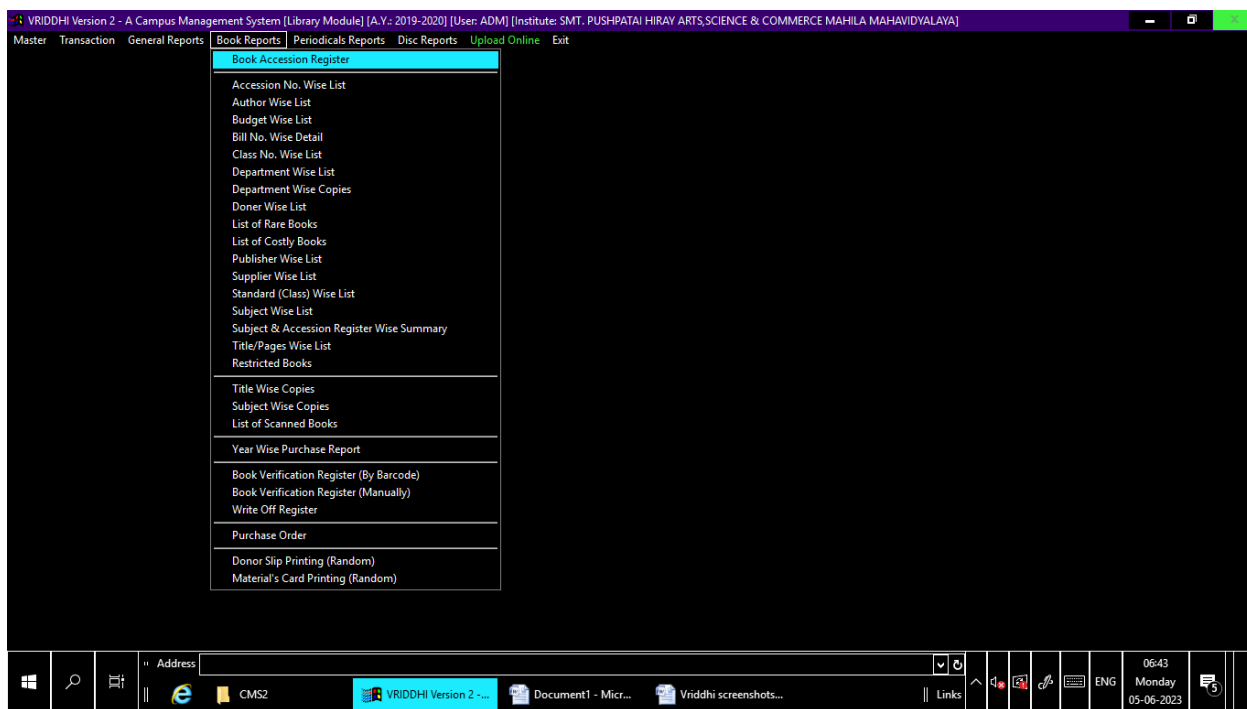 VRIDDHI Version 2 - A Campus Management System [Library Module] [A.Y.: 2019-2020] [User: ADM] [Institute: SMT. PUSHPATAI HIRAY ARTS,SCIENCE & COMMERCE MAHILA MAHAVIDYALAYA]
Master Transaction General Reports Book Reports Periodicals Reports Disc Reports Upload Online Exit
Book Accession Register
Accession No. Wise List
Author Wise List
Budget Wise List
Bill No. Wise Detail
Class No. Wise List
Department Wise List
Department Wise Copies
Doner Wise List
List of Rare Books
List of Costly Books
Publisher Wise List
Supplier Wise List
Standard (Class) Wise List
Subject Wise List
Subject & Accession Register Wise Summary
Title/Pages Wise List
Restricted Books
Title Wise Copies
Subject Wise Copies
List of Scanned Books
Year Wise Purchase Report
Book Verification Register (By Barcode)
Book Verification Register (Manually)
Write Off Register
Purchase Order
Donor Slip Printing (Random)
Material's Card Printing (Random)
Address
CMS2
VRIDDHI Version 2 -...
Document1 - Micr...
Vriddhi screenshots...
Links
ENG
06:43
Monday
05-06-2023
5